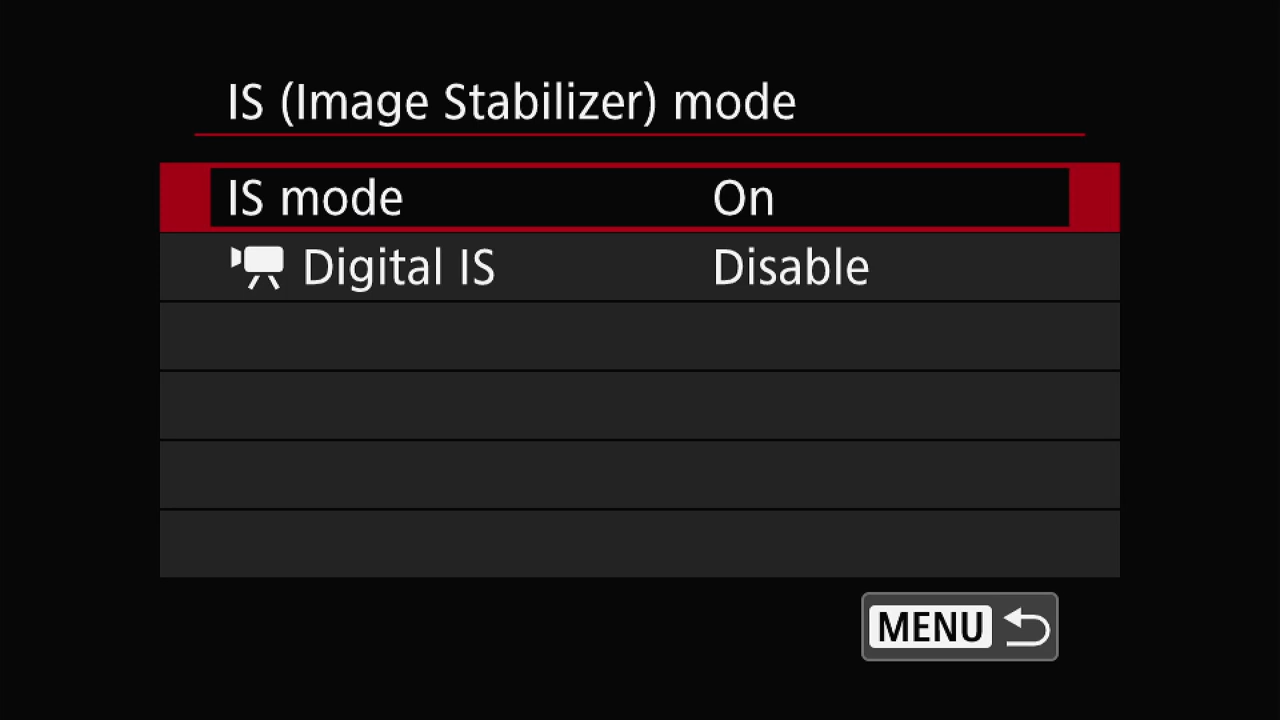 IS (Image Stabilizer) mode
IS mode On
Digital IS Disable
MENU